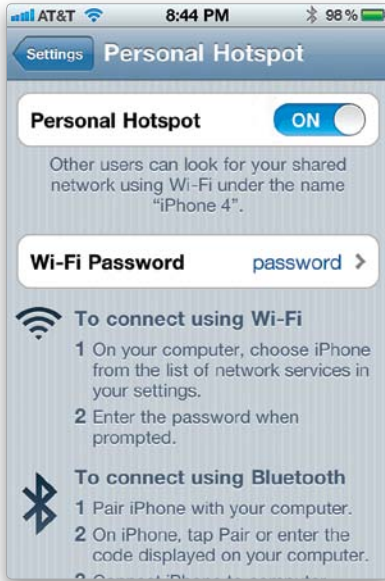 AT&T 8:44 PM 98 %
Settings Personal Hotspot
Personal Hotspot ON
Other users can look for your shared
network using Wi-Fi under the name
“iPhone 4”.
Wi-Fi Password password
To connect using Wi-Fi
1 On your computer, choose iPhone
from the list of network services in
your settings.
2 Enter the password when
prompted.
To connect using Bluetooth
1 Pair iPhone with your computer.
2 On iPhone, tap Pair or enter the
code displayed on your computer.